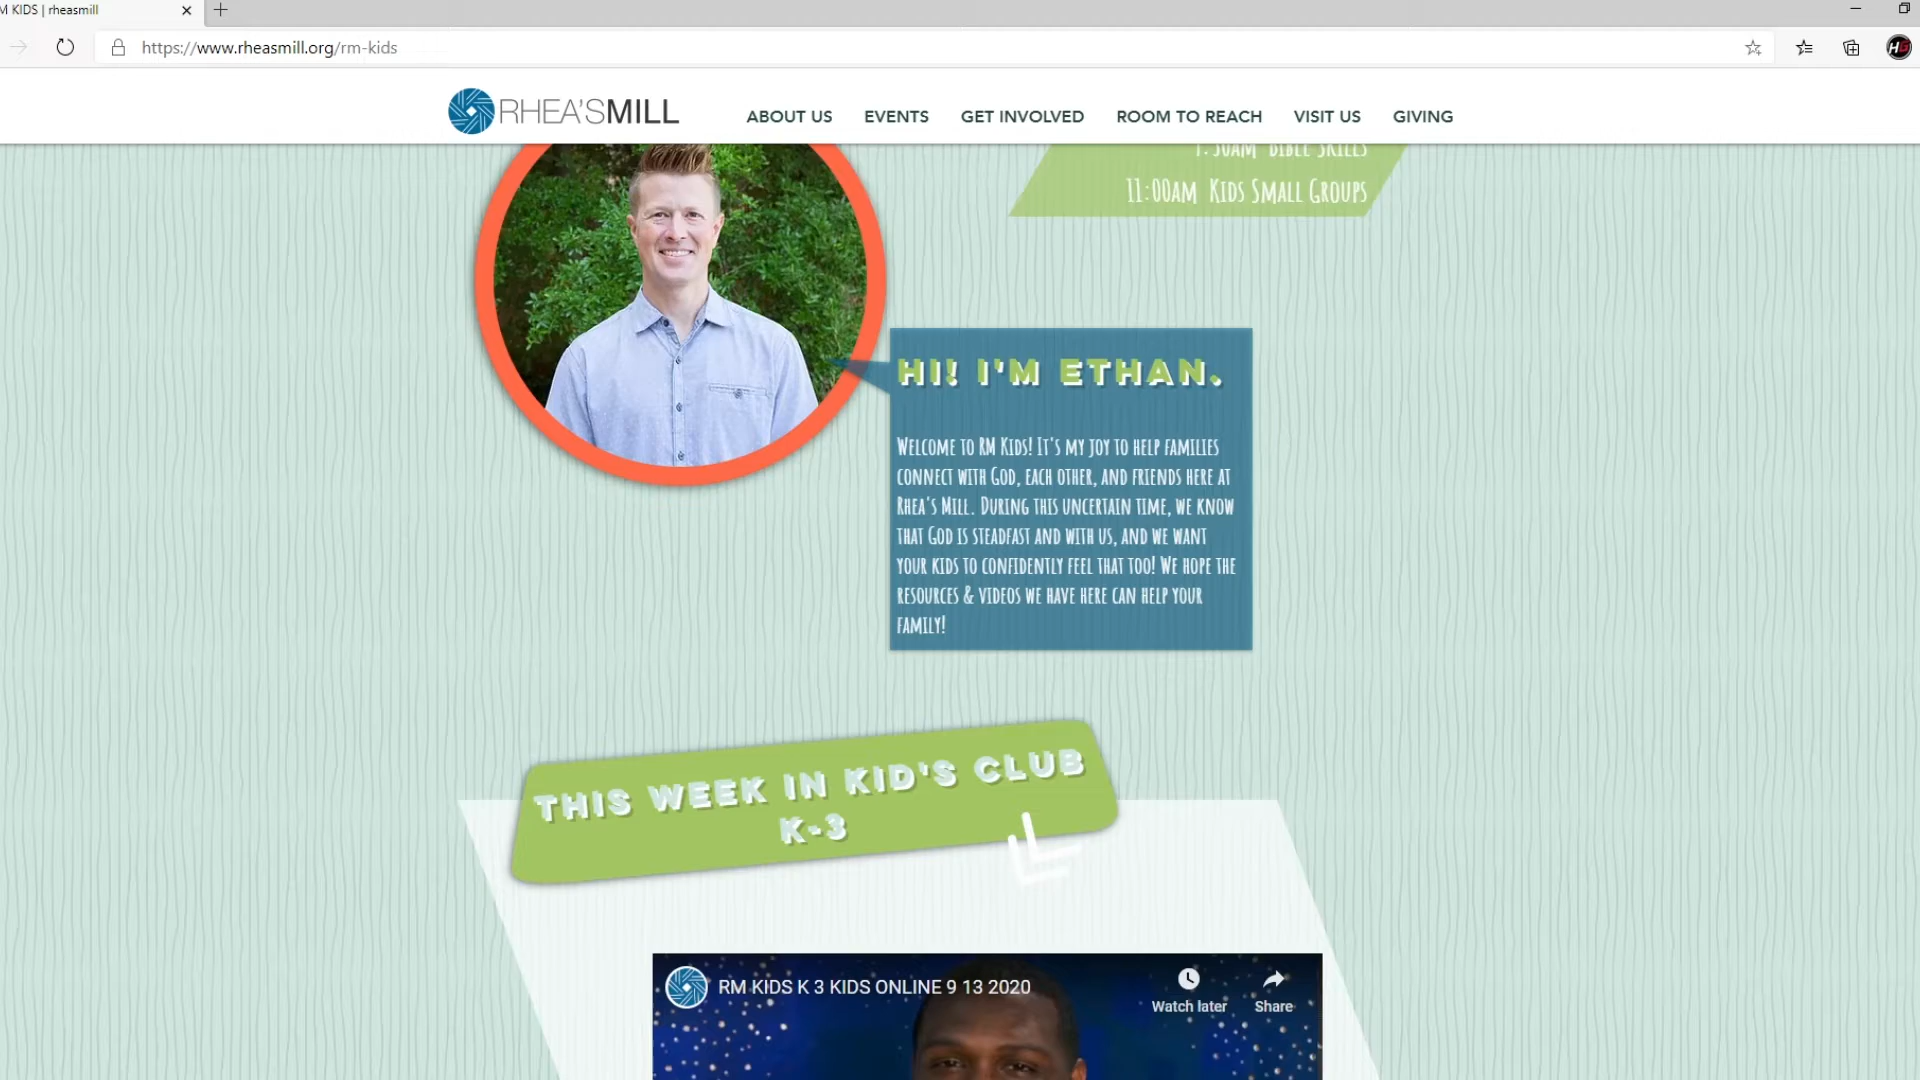 M KIDS | rheasmill
https://www.rheasmill.org/rm-kids
RHEA'SMILL
ABOUT US
EVENTS
GET INVOLVED
ROOM TO REACH
VISIT US
GIVING
BIBLE SKILLS
11:00AM KIDS SMALL GROUPS
HI! I'M ETHAN.
WELCOME TO RM KIDS! IT'S MY JOY TO HELP FAMILIES
CONNECT WITH GOD, EACH OTHER, AND FRIENDS HERE AT
RHEA'S MILL. DURING THIS UNCERTAIN TIME, WE KNOW
THAT GOD IS STEADFAST AND WITH US, AND WE WANT
YOUR KIDS TO CONFIDENTLY FEEL THAT TOO! WE HOPE THE
RESOURCES & VIDEOS WE HAVE HERE CAN HELP YOUR
FAMILY!
THIS WEEK IN KID'S CLUB
K-3
RM KIDS K 3 KIDS ONLINE 9 13 2020
Watch later
Share